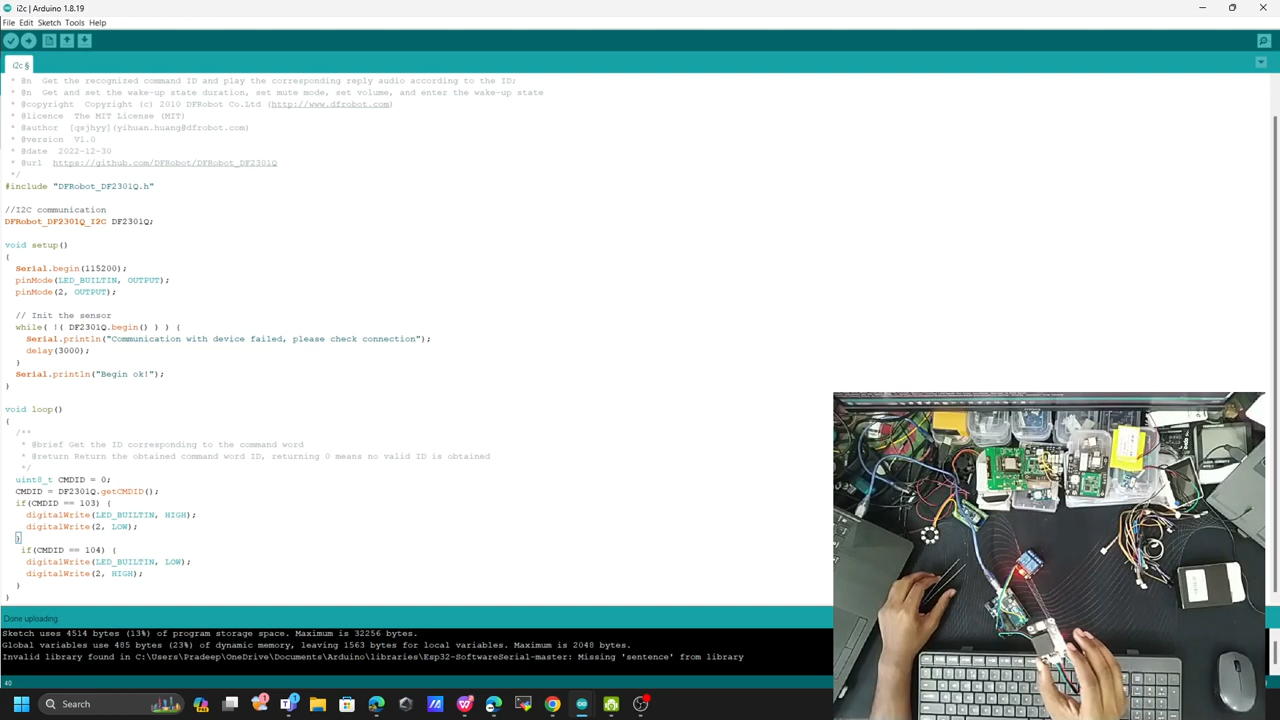 i2c | Arduino 1.8.19
File Edit Sketch Tools Help
i2c §
* @n  Get the recognized command ID and play the corresponding reply audio according to the ID;
* @n  Get and set the wake-up state duration, set mute mode, set volume, and enter the wake-up state
* @copyright  Copyright (c) 2010 DFRobot Co.Ltd (http://www.dfrobot.com)
* @licence  The MIT License (MIT)
* @author  [qsjhyy](yihuan.huang@dfrobot.com)
* @version  V1.0
* @date  2022-12-30
* @url  https://github.com/DFRobot/DFRobot_DF2301Q
*/
#include "DFRobot_DF2301Q.h"
//I2C communication
DFRobot_DF2301Q_I2C DF2301Q;
void setup()
{
Serial.begin(115200);
pinMode(LED_BUILTIN, OUTPUT);
pinMode(2, OUTPUT);
// Init the sensor
while( !( DF2301Q.begin() ) ) {
Serial.println("Communication with device failed, please check connection");
delay(3000);
}
Serial.println("Begin ok!");
}
void loop()
{
/**
* @brief Get the ID corresponding to the command word
* @return Return the obtained command word ID, returning 0 means no valid ID is obtained
*/
uint8_t CMDID = 0;
CMDID = DF2301Q.getCMDID();
if(CMDID == 103) {
digitalWrite(LED_BUILTIN, HIGH);
digitalWrite(2, LOW);
}
if(CMDID == 104) {
digitalWrite(LED_BUILTIN, LOW);
digitalWrite(2, HIGH);
}
}
Done uploading.
Sketch uses 4514 bytes (13%) of program storage space. Maximum is 32256 bytes.
Global variables use 485 bytes (23%) of dynamic memory, leaving 1563 bytes for local variables. Maximum is 2048 bytes.
Invalid library found in C:\Users\Pradeep\OneDrive\Documents\Arduino\libraries\Esp32-SoftwareSerial-master: Missing 'sentence' from library
40
Search